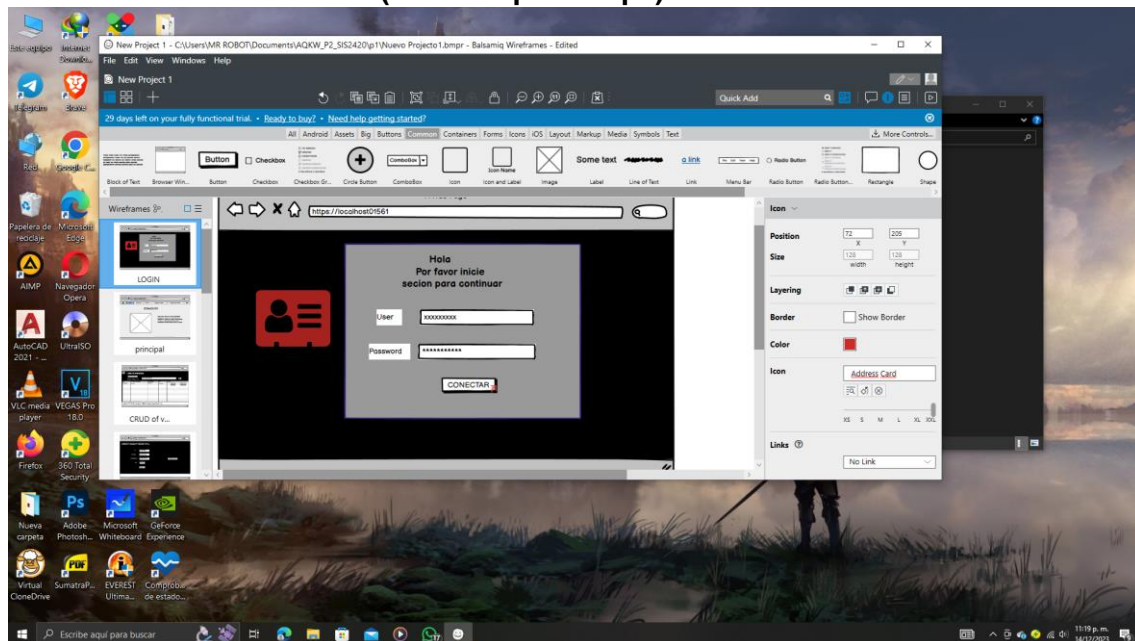 New Project 1 - C:\Users\MR ROBOT\Documents\AQKW_P2_SIS2420\p1\Nuevo Projecto1.bmpr - Balsamiq Wireframes - Edited
File Edit View Windows Help
New Project 1
Quick Add
29 days left on your fully functional trial. • Ready to buy? • Need help getting started?
All Android Assets Big Buttons Common Containers Forms Icons iOS Layout Markup Media Symbols Text
More Controls...
Button Checkbox ComboBox Icon Name Some text a link Radio Button
Block of Text Browser Win... Button Checkbox Checkbox Gr... Circle Button ComboBox Icon Icon and Label Image Label Line of Text Link Menu Bar Radio Button Radio Button... Rectangle Shape
Wireframes
LOGIN
principal
CRUD of v...
https://localhost01561
Hola
Por favor inicie
secion para continuar
User xxxxxxxxx
Password ***********
CONECTAR
Icon
Position 72 205
X Y
Size 128 128
width height
Layering
Border Show Border
Color
Icon Address Card
XS S M L XL XXL
Links
No Link
Este equipo Internet
Telegram Brave
Red Google C...
Papelera de reciclaje Microsoft Edge
AIMP Navegador Opera
AutoCAD 2021 - ... UltraISO
VLC media player VEGAS Pro 18.0
Firefox 360 Total Security
Nueva carpeta Adobe Photosh... Microsoft Whiteboard GeForce Experience
Virtual CloneDrive SumatraP... EVEREST Ultima... Comproba... de estado...
Escribe aquí para buscar
11:19 p. m.
14/12/2023